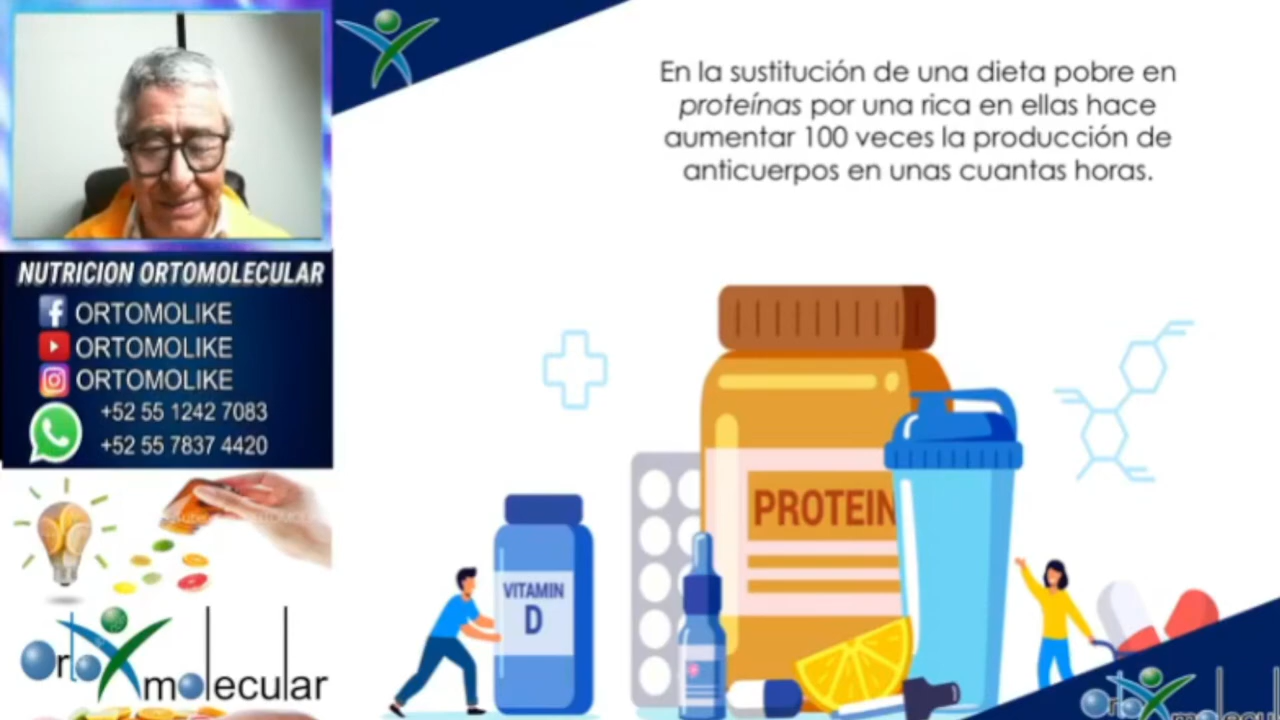 En la sustitución de una dieta pobre en
proteínas por una rica en ellas hace
aumentar 100 veces la producción de
anticuerpos en unas cuantas horas.
NUTRICION ORTOMOLECULAR
ORTOMOLIKE
ORTOMOLIKE
ORTOMOLIKE
+52 55 1242 7083
+52 55 7837 4420
PROTEIN
VITAMIN
D
Orto
molecular